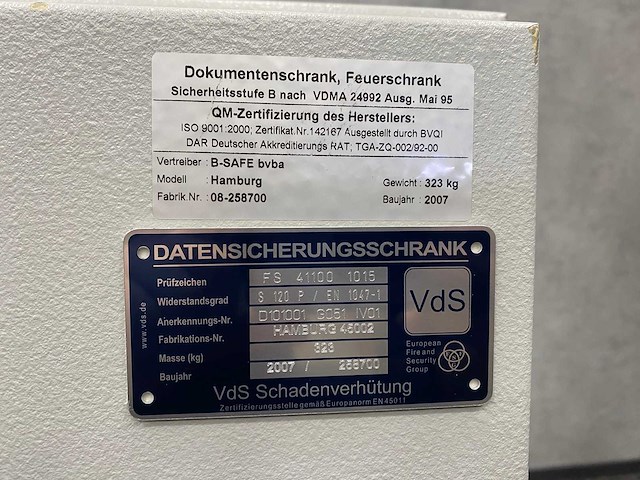 Dokumentenschrank, Feuerschrank
Sicherheitsstufe B nach VDMA 24992 Ausg. Mai 95
QM-Zertifizierung des Herstellers:
ISO 9001:2000; Zertifikat.Nr.142167 Ausgestellt durch BVQI
DAR Deutscher Akkreditierungs RAT; TGA-ZQ-002/92-00
Vertreiber : B-SAFE bvba
Modell : Hamburg Gewicht : 323 kg
Fabrik Nr. : 08-258700 Baujahr : 2007
DATENSICHERUNGSSCHRANK
Prüfzeichen FS 41100 1015
Widerstandsgrad S 120 P / EN 1047-1
Anerkennungs-Nr. D101001 G051 IV01
Fabrikations-Nr. HAMBURG 45002
Masse (kg) 323
Baujahr 2007 / 258700
VdS
European
Fire and
Security
Group
www.vds.de
VdS Schadenverhütung
Zertifizierungsstelle gemäß Europanorm EN 45011